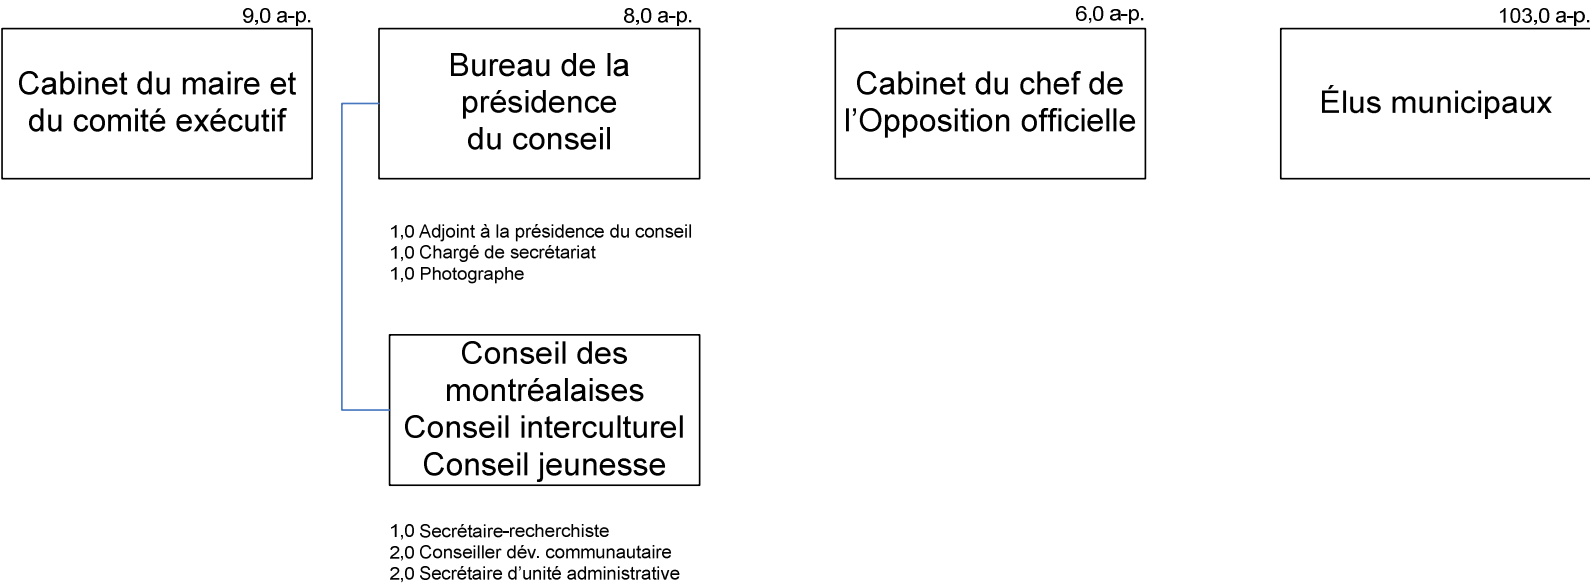 9,0 a-p.
Cabinet du maire et
du comité exécutif
8,0 a-p.
Bureau de la
présidence
du conseil
1,0 Adjoint à la présidence du conseil
1,0 Chargé de secrétariat
1,0 Photographe
Conseil des
montréalaises
Conseil interculturel
Conseil jeunesse
1,0 Secrétaire-recherchiste
2,0 Conseiller dév. communautaire
2,0 Secrétaire d'unité administrative
6,0 a-p.
Cabinet du chef de
l'Opposition officielle
103,0 a-p.
Élus municipaux